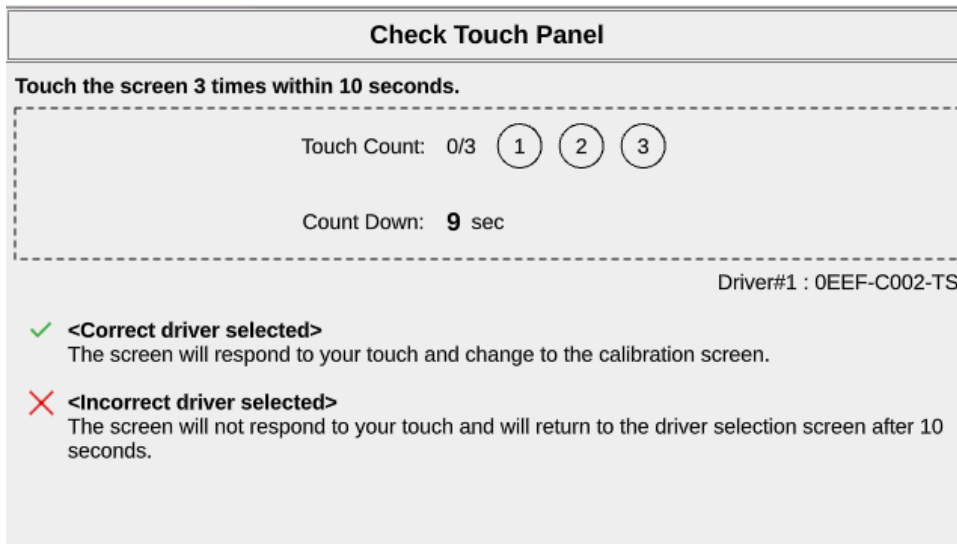 Check Touch Panel
Touch the screen 3 times within 10 seconds.
Touch Count: 0/3 1 2 3
Count Down: 9 sec
Driver#1 : 0EEF-C002-TS
<Correct driver selected>
The screen will respond to your touch and change to the calibration screen.
<Incorrect driver selected>
The screen will not respond to your touch and will return to the driver selection screen after 10
seconds.